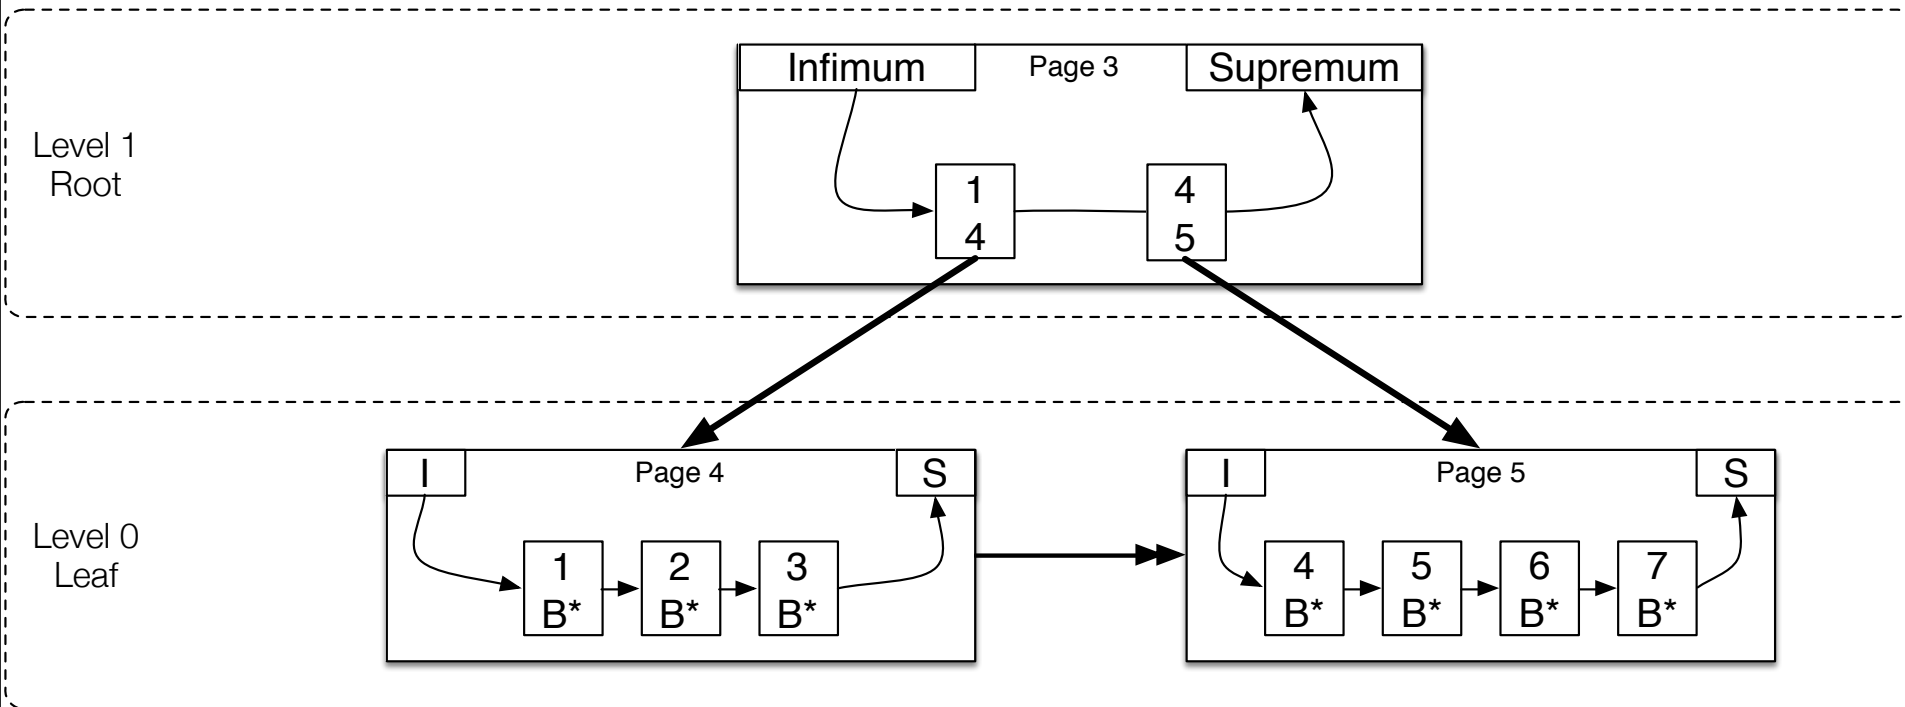 Infimum
Page 3
Supremum
Level 1
Root
1
4
4
5
I
Page 4
S
I
Page 5
S
Level 0
Leaf
1
B*
2
B*
3
B*
4
B*
5
B*
6
B*
7
B*